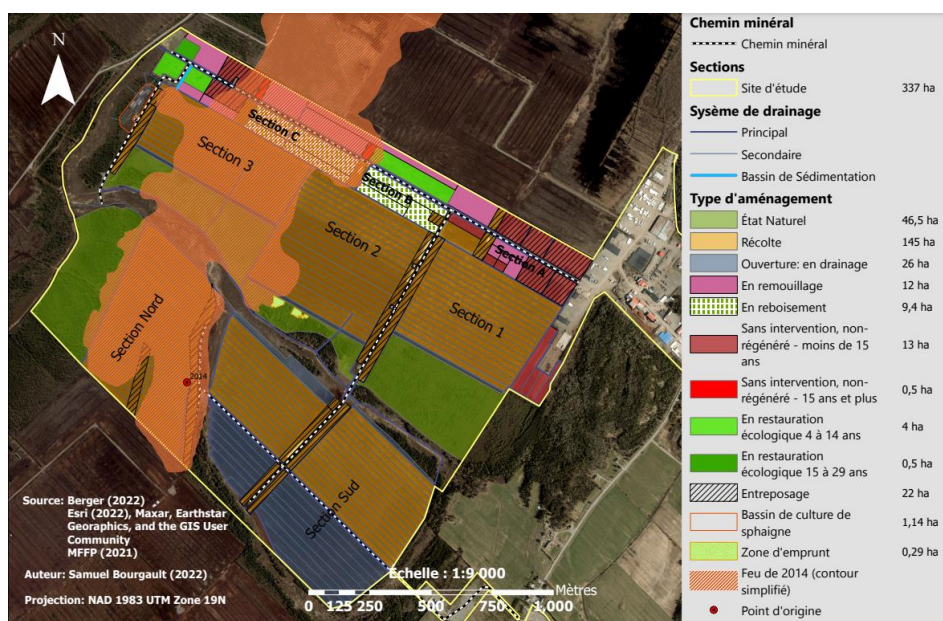 N
Section C
Section 3
Section B
Section 2
Section A
Section 1
Section Nord
2014
Section Sud
Source: Berger (2022)
Esri (2022), Maxar, Earthstar
Georaphics, and the GIS User
Community
MFFP (2021)
Auteur: Samuel Bourgault (2022)
Projection: NAD 1983 UTM Zone 19N
Échelle : 1:9 000
Mètres
0 125 250 500 750 1,000
Chemin minéral
Chemin minéral
Sections
Site d'étude 337 ha
Sysème de drainage
Principal
Secondaire
Bassin de Sédimentation
Type d'aménagement
État Naturel 46,5 ha
Récolte 145 ha
Ouverture: en drainage 26 ha
En remouillage 12 ha
En reboisement 9,4 ha
Sans intervention, non-
régénéré - moins de 15 13 ha
ans
Sans intervention, non-
régénéré - 15 ans et plus 0,5 ha
En restauration
écologique 4 à 14 ans 4 ha
En restauration
écologique 15 à 29 ans 0,5 ha
Entreposage 22 ha
Bassin de culture de
sphaigne 1,14 ha
Zone d'emprunt 0,29 ha
Feu de 2014 (contour
simplifié)
Point d'origine